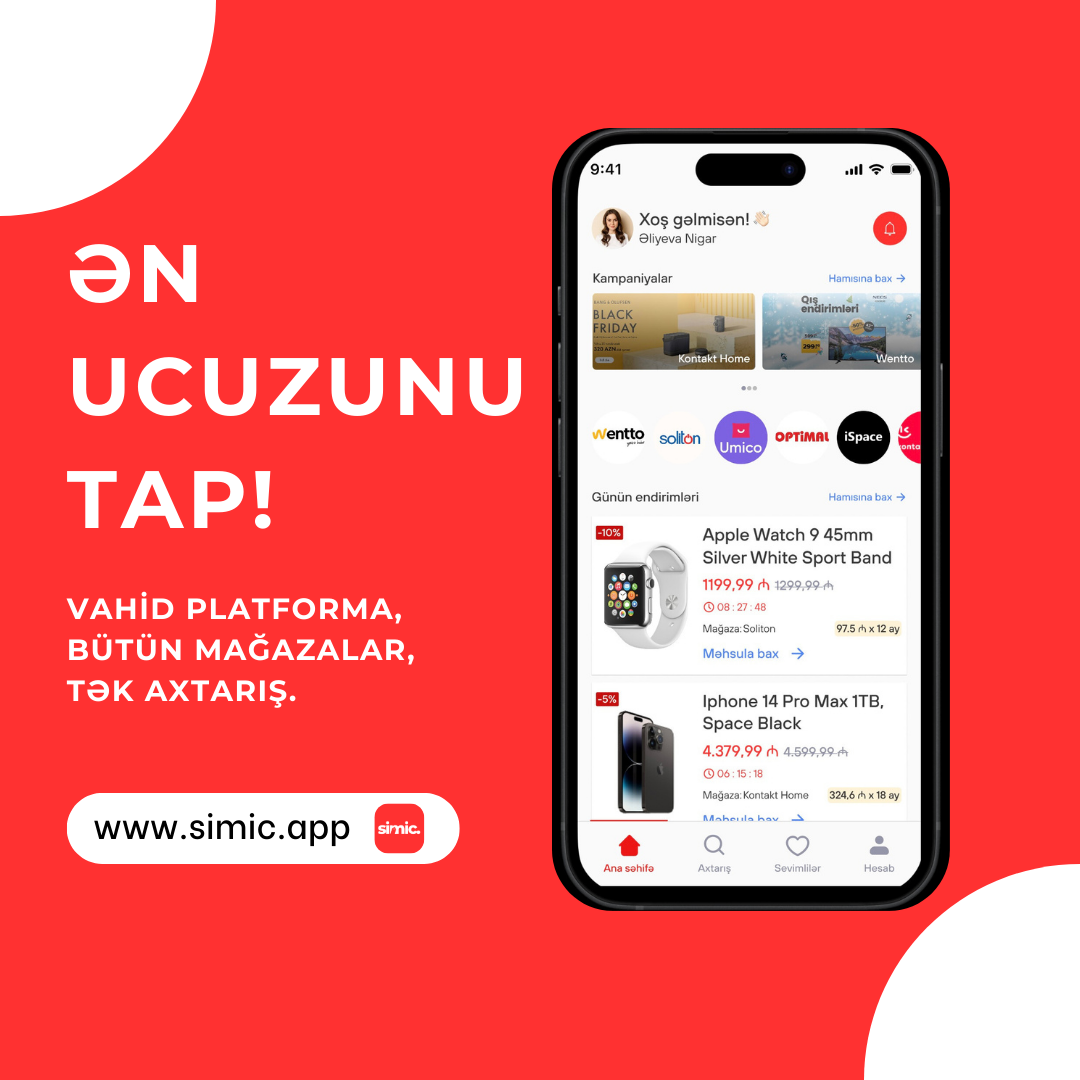 ƏN
UCUZUNU
TAP!
VAHİD PLATFORMA,
BÜTÜN MAĞAZALAR,
TƏK AXTARIŞ.
www.simic.app
simic.
9:41
Xoş gəlmisən! 👋🏻
Əliyeva Nigar
Kampaniyalar
Hamısına bax →
BLACK
FRIDAY
Kontakt Home
Qış
endirimləri
Wentto
wentto
soliton
Umico
OPTİMAL
iSpace
Günün endirimləri
Hamısına bax →
-10%
Apple Watch 9 45mm
Silver White Sport Band
1199,99 ₼ 1299,99 ₼
08 : 27 : 48
Mağaza: Soliton
97.5 ₼ x 12 ay
Məhsula bax →
-5%
Iphone 14 Pro Max 1TB,
Space Black
4.379,99 ₼ 4.599,99 ₼
06 : 15 : 18
Mağaza: Kontakt Home
324,6 ₼ x 18 ay
Məhsula bax →
Ana səhifə
Axtarış
Sevimlilər
Hesab